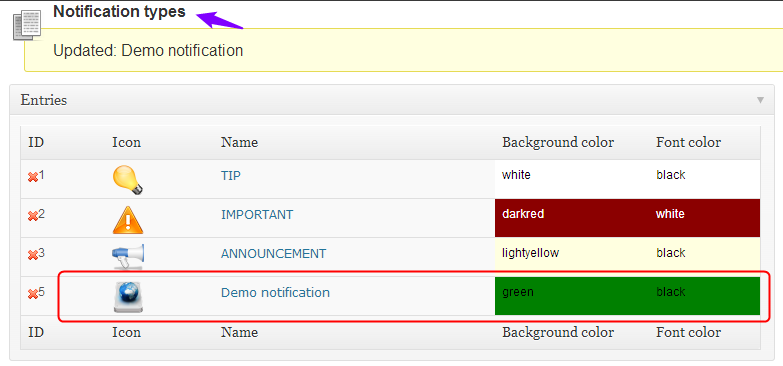 Notification types
Updated: Demo notification
Entries
ID Icon Name Background color Font color
1 TIP white black
2 IMPORTANT darkred white
3 ANNOUNCEMENT lightyellow black
5 Demo notification green black
ID Icon Name Background color Font color